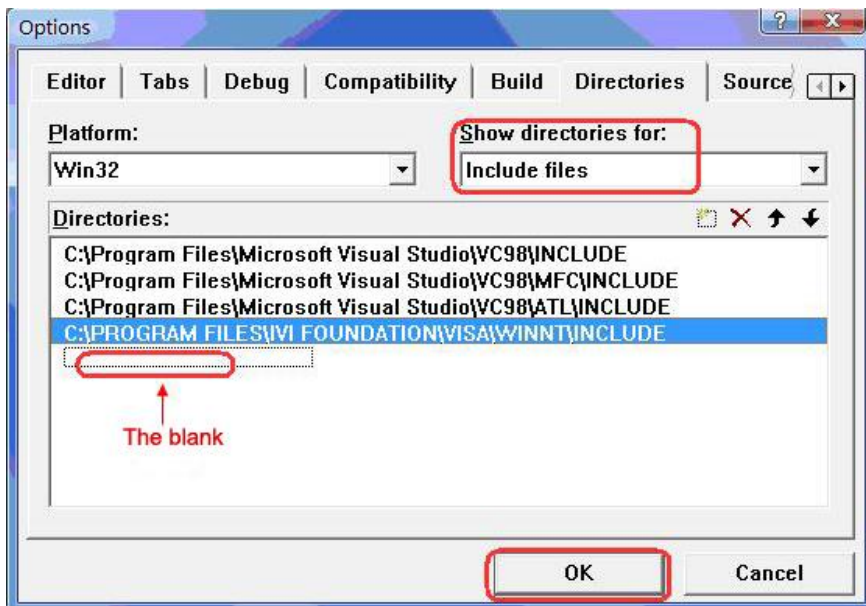 Options
Editor Tabs Debug Compatibility Build Directories Source
Platform: Show directories for:
Win32 Include files
Directories:
C:\Program Files\Microsoft Visual Studio\VC98\INCLUDE
C:\Program Files\Microsoft Visual Studio\VC98\MFC\INCLUDE
C:\Program Files\Microsoft Visual Studio\VC98\ATL\INCLUDE
C:\PROGRAM FILES\IVI FOUNDATION\VISA\WINNT\INCLUDE
The blank
OK Cancel